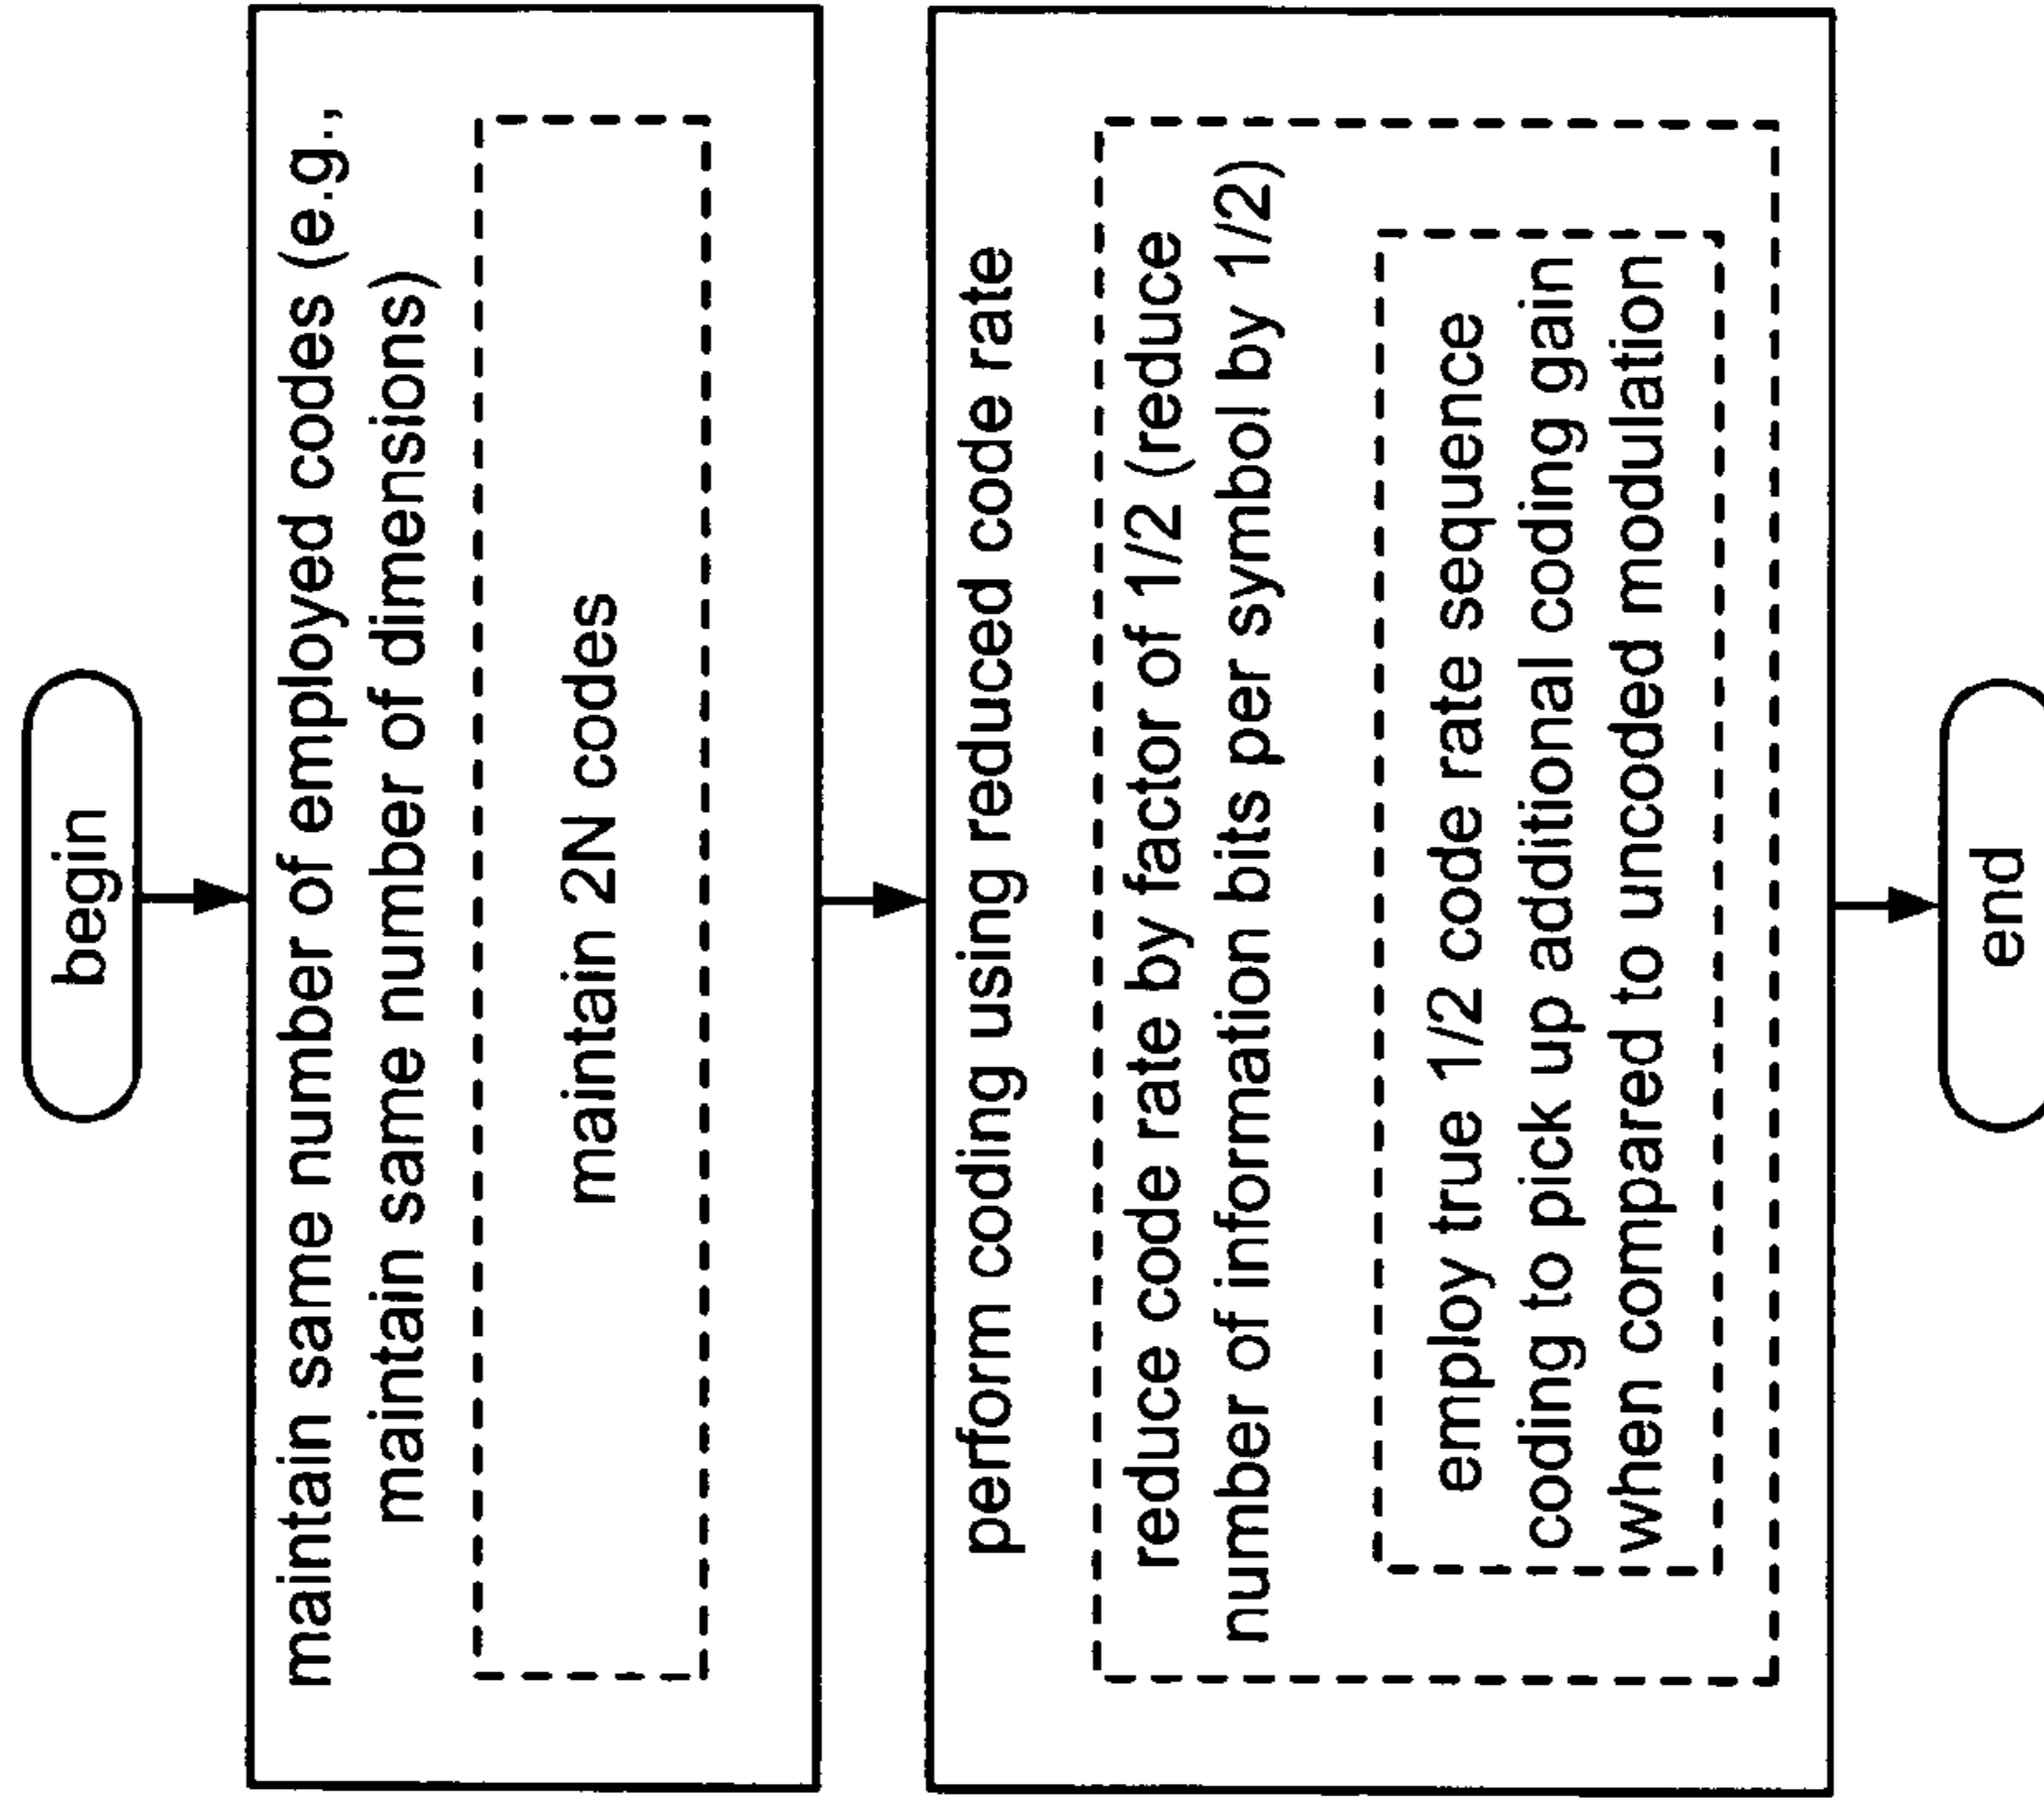 begin
maintain same number of employed codes (e.g.,
maintain same number of dimensions)
maintain 2N codes
perform coding using reduced code rate
reduce code rate by factor of 1/2 (reduce
number of information bits per symbol by 1/2)
employ true 1/2 code rate sequence
coding to pick up additional coding gain
when compared to uncoded modulation
end